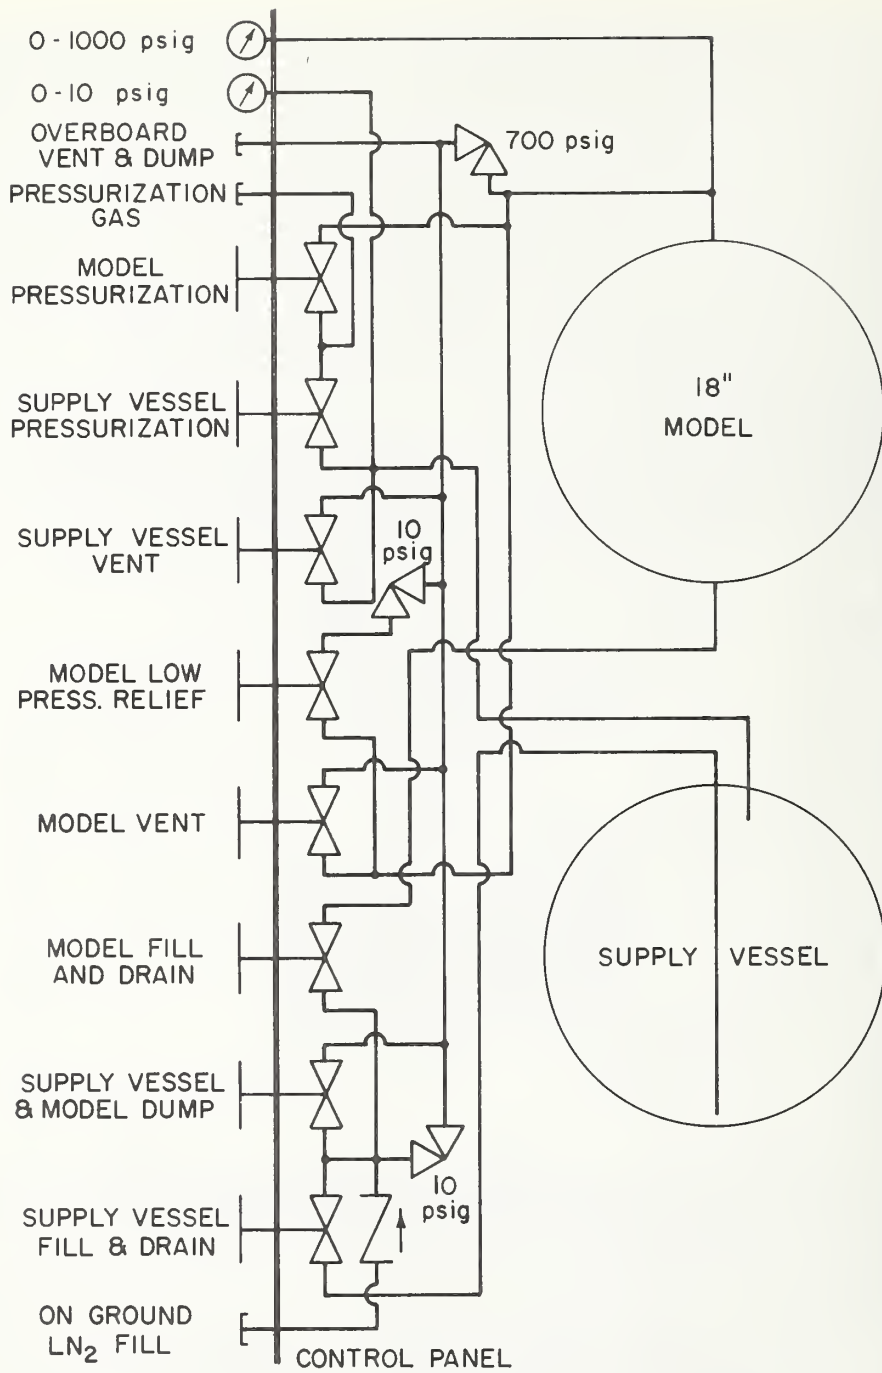 0-1000 psig
0-10 psig
OVERBOARD
VENT & DUMP
700 psig
PRESSURIZATION
GAS
MODEL
PRESSURIZATION
18"
MODEL
SUPPLY VESSEL
PRESSURIZATION
SUPPLY VESSEL
VENT
10
psig
MODEL LOW
PRESS. RELIEF
MODEL VENT
MODEL FILL
AND DRAIN
SUPPLY VESSEL
SUPPLY VESSEL
& MODEL DUMP
10
psig
SUPPLY VESSEL
FILL & DRAIN
ON GROUND
LN2 FILL
CONTROL PANEL